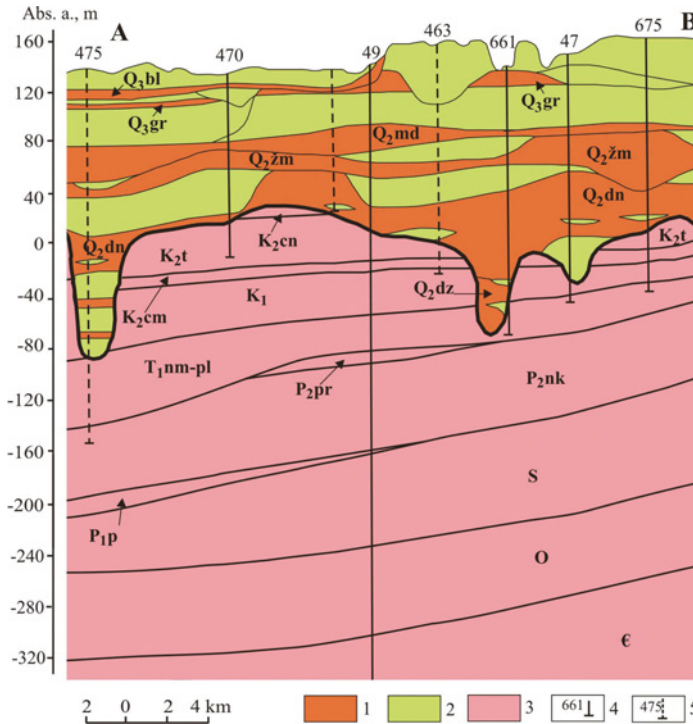 Abs. a., m
A
B
475
470
49
463
661
47
675
160
120
80
40
0
-40
-80
-120
-160
-200
-240
-280
-320
Q₃bl
Q₃gr
Q₃gr
Q₂md
Q₂žm
Q₂žm
Q₂dn
Q₂dn
K₂cn
K₂t
K₂t
Q₂dz
K₂cm
K₁
T₁nm-pl
P₂pr
P₂nk
P₁p
S
O
€
2 0 2 4 km
1
2
3
661 4
475 5